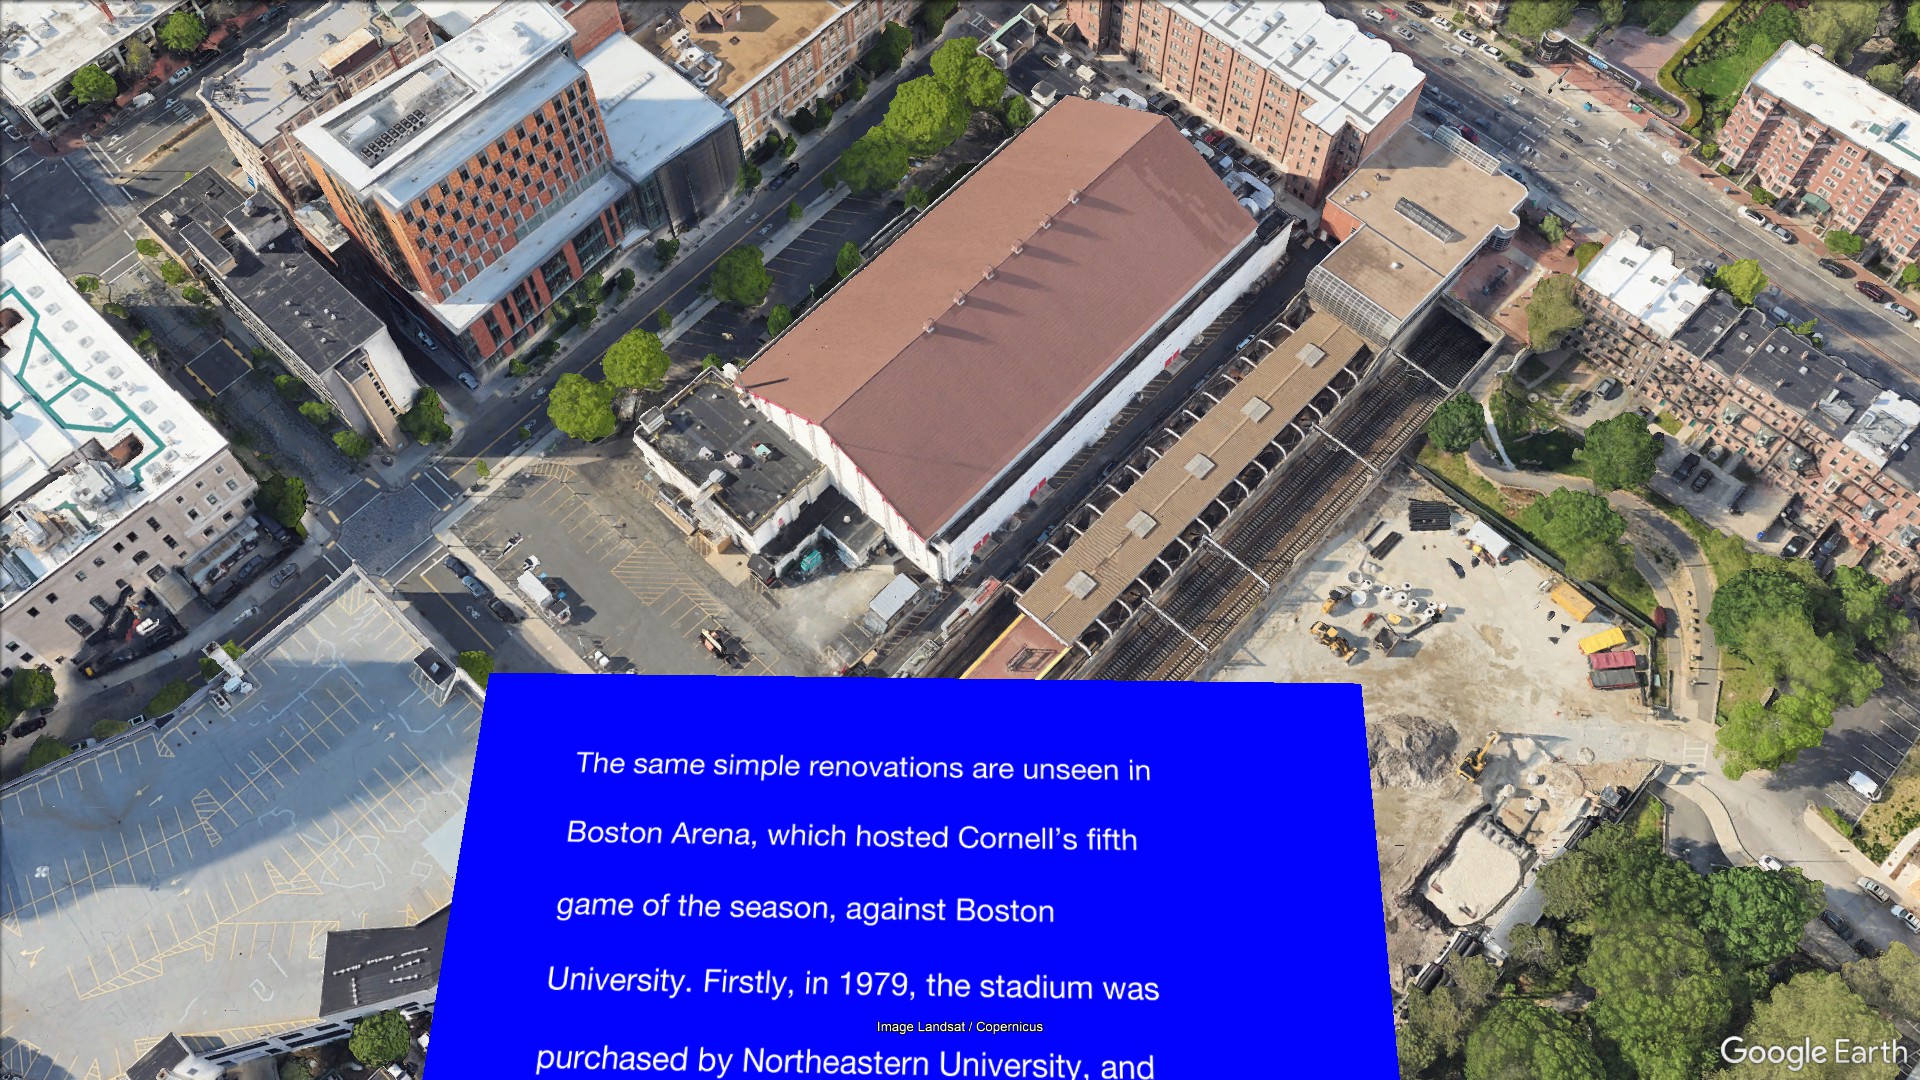 The same simple renovations are unseen in
Boston Arena, which hosted Cornell's fifth
game of the season, against Boston
University. Firstly, in 1979, the stadium was
purchased by Northeastern University, and
Image Landsat / Copernicus
Google Earth